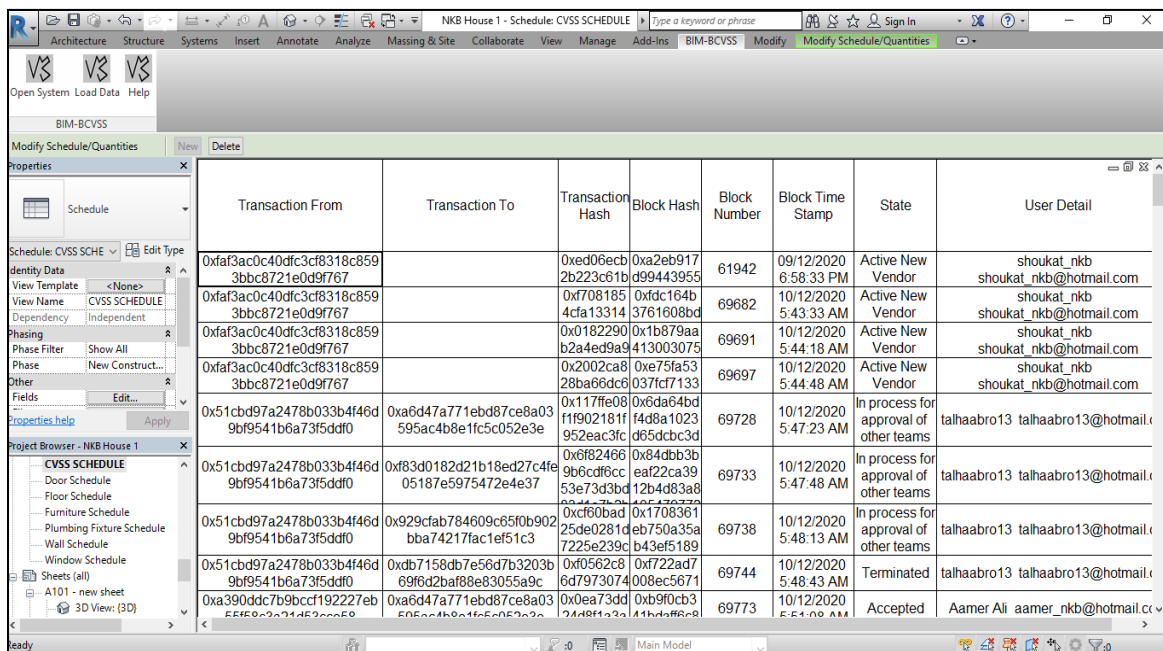 NKB House 1 - Schedule: CVSS SCHEDULE Type a keyword or phrase Sign In
Architecture Structure Systems Insert Annotate Analyze Massing & Site Collaborate View Manage Add-Ins BIM-BCVSS Modify Modify Schedule/Quantities
Open System Load Data Help
BIM-BCVSS
Modify Schedule/Quantities New Delete
Properties
Schedule
Schedule: CVSS SCHE Edit Type
dentity Data
View Template <None>
View Name CVSS SCHEDULE
Dependency Independent
Phasing
Phase Filter Show All
Phase New Construct...
Other
Fields Edit...
Properties help Apply
Project Browser - NKB House 1
CVSS SCHEDULE
Door Schedule
Floor Schedule
Furniture Schedule
Plumbing Fixture Schedule
Wall Schedule
Window Schedule
Sheets (all)
A101 - new sheet
3D View: {3D}
Transaction From Transaction To Transaction Hash Block Hash Block Number Block Time Stamp State User Detail
0xfaf3ac0c40dfc3cf8318c859 0xed06ecb 0xa2eb917 61942 09/12/2020 Active New shoukat_nkb
3bbc8721e0d9f767 2b223c61b d99443955 6:58:33 PM Vendor shoukat_nkb@hotmail.com
0xfaf3ac0c40dfc3cf8318c859 0xf708185 0xfdc164b 69682 10/12/2020 Active New shoukat_nkb
3bbc8721e0d9f767 4cfa13314 3761608bd 5:43:33 AM Vendor shoukat_nkb@hotmail.com
0xfaf3ac0c40dfc3cf8318c859 0x0182290 0x1b879aa 69691 10/12/2020 Active New shoukat_nkb
3bbc8721e0d9f767 b2a4ed9a9 413003075 5:44:18 AM Vendor shoukat_nkb@hotmail.com
0xfaf3ac0c40dfc3cf8318c859 0x2002ca8 0xe75fa53 69697 10/12/2020 Active New shoukat_nkb
3bbc8721e0d9f767 28ba66dc6 037fcf7133 5:44:48 AM Vendor shoukat_nkb@hotmail.com
0x117ffe08 0x6da64bd In process for
0x51cbd97a2478b033b4f46d 0xa6d47a771ebd87ce8a03 f1f902181f f4d8a1023 69728 10/12/2020 approval of talhaabro13 talhaabro13@hotmail.
9bf9541b6a73f5ddf0 595ac4b8e1fc5c052e3e 952eac3fc d65dcbc3d 5:47:23 AM other teams
0x6f82466 0x84dbb3b In process for
0x51cbd97a2478b033b4f46d 0xf83d0182d21b18ed27c4fe 9b6cdf6cc eaf22ca39 69733 10/12/2020 approval of talhaabro13 talhaabro13@hotmail.
9bf9541b6a73f5ddf0 05187e5975472e4e37 53e73d3bd 12b4d83a8 5:47:48 AM other teams
0xcf60bad 0x1708361 In process for
0x51cbd97a2478b033b4f46d 0x929cfab784609c65f0b902 25de0281d eb750a35a 69738 10/12/2020 approval of talhaabro13 talhaabro13@hotmail.
9bf9541b6a73f5ddf0 bba74217fac1ef51c3 7225e239c b43ef5189 5:48:13 AM other teams
0x51cbd97a2478b033b4f46d 0xdb7158db7e56d7b3203b 0xf0562c8 0xf722ad7 69744 10/12/2020 Terminated talhaabro13 talhaabro13@hotmail.
9bf9541b6a73f5ddf0 69f6d2baf88e83055a9c 6d7973074 008ec5671 5:48:43 AM
0xa390ddc7b9bccf192227eb 0xa6d47a771ebd87ce8a03 0x0ea73dd 0xb9f0cb3 69773 10/12/2020 Accepted Aamer Ali aamer_nkb@hotmail.co
Ready :0 Main Model :0